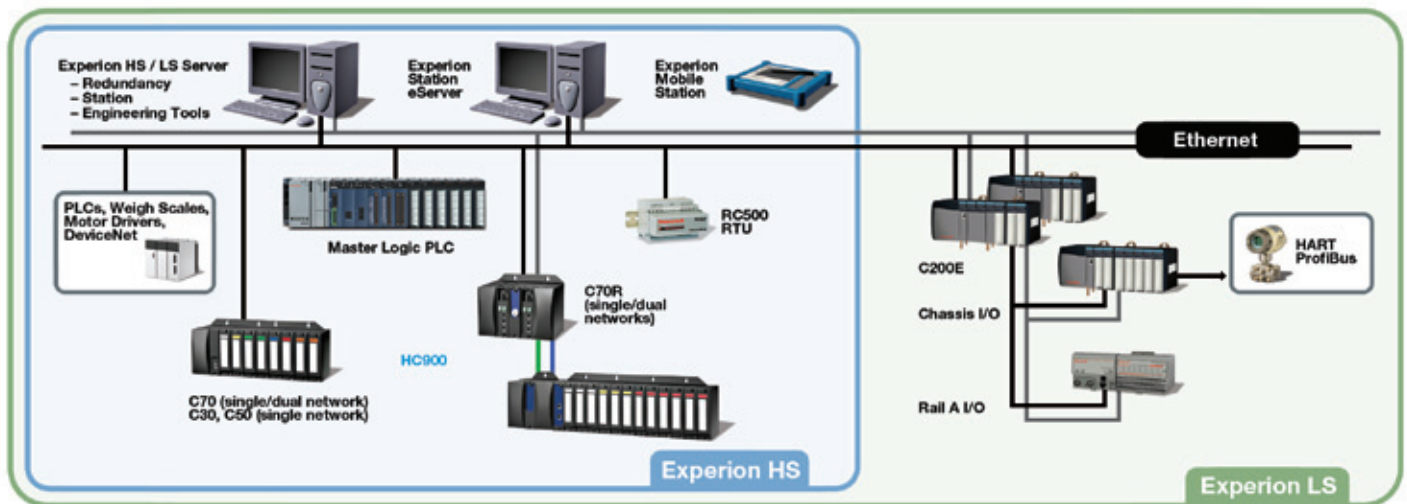 Experion HS / LS Server
– Redundancy
– Station
– Engineering Tools
Experion
Station
eServer
Experion
Mobile
Station
Ethernet
PLCs, Weigh Scales,
Motor Drivers,
DeviceNet
Master Logic PLC
RC500
RTU
C200E
HART
ProfiBus
C70R
(single/dual
networks)
Chassis I/O
HC900
C70 (single/dual network)
C30, C50 (single network)
Rail A I/O
Experion HS
Experion LS